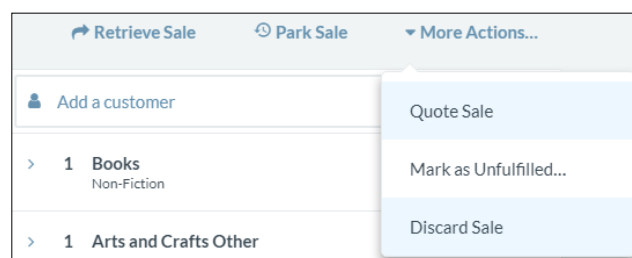 Retrieve Sale Park Sale More Actions...
Add a customer
Quote Sale
1 Books
Non-Fiction
Mark as Unfulfilled...
Discard Sale
1 Arts and Crafts Other